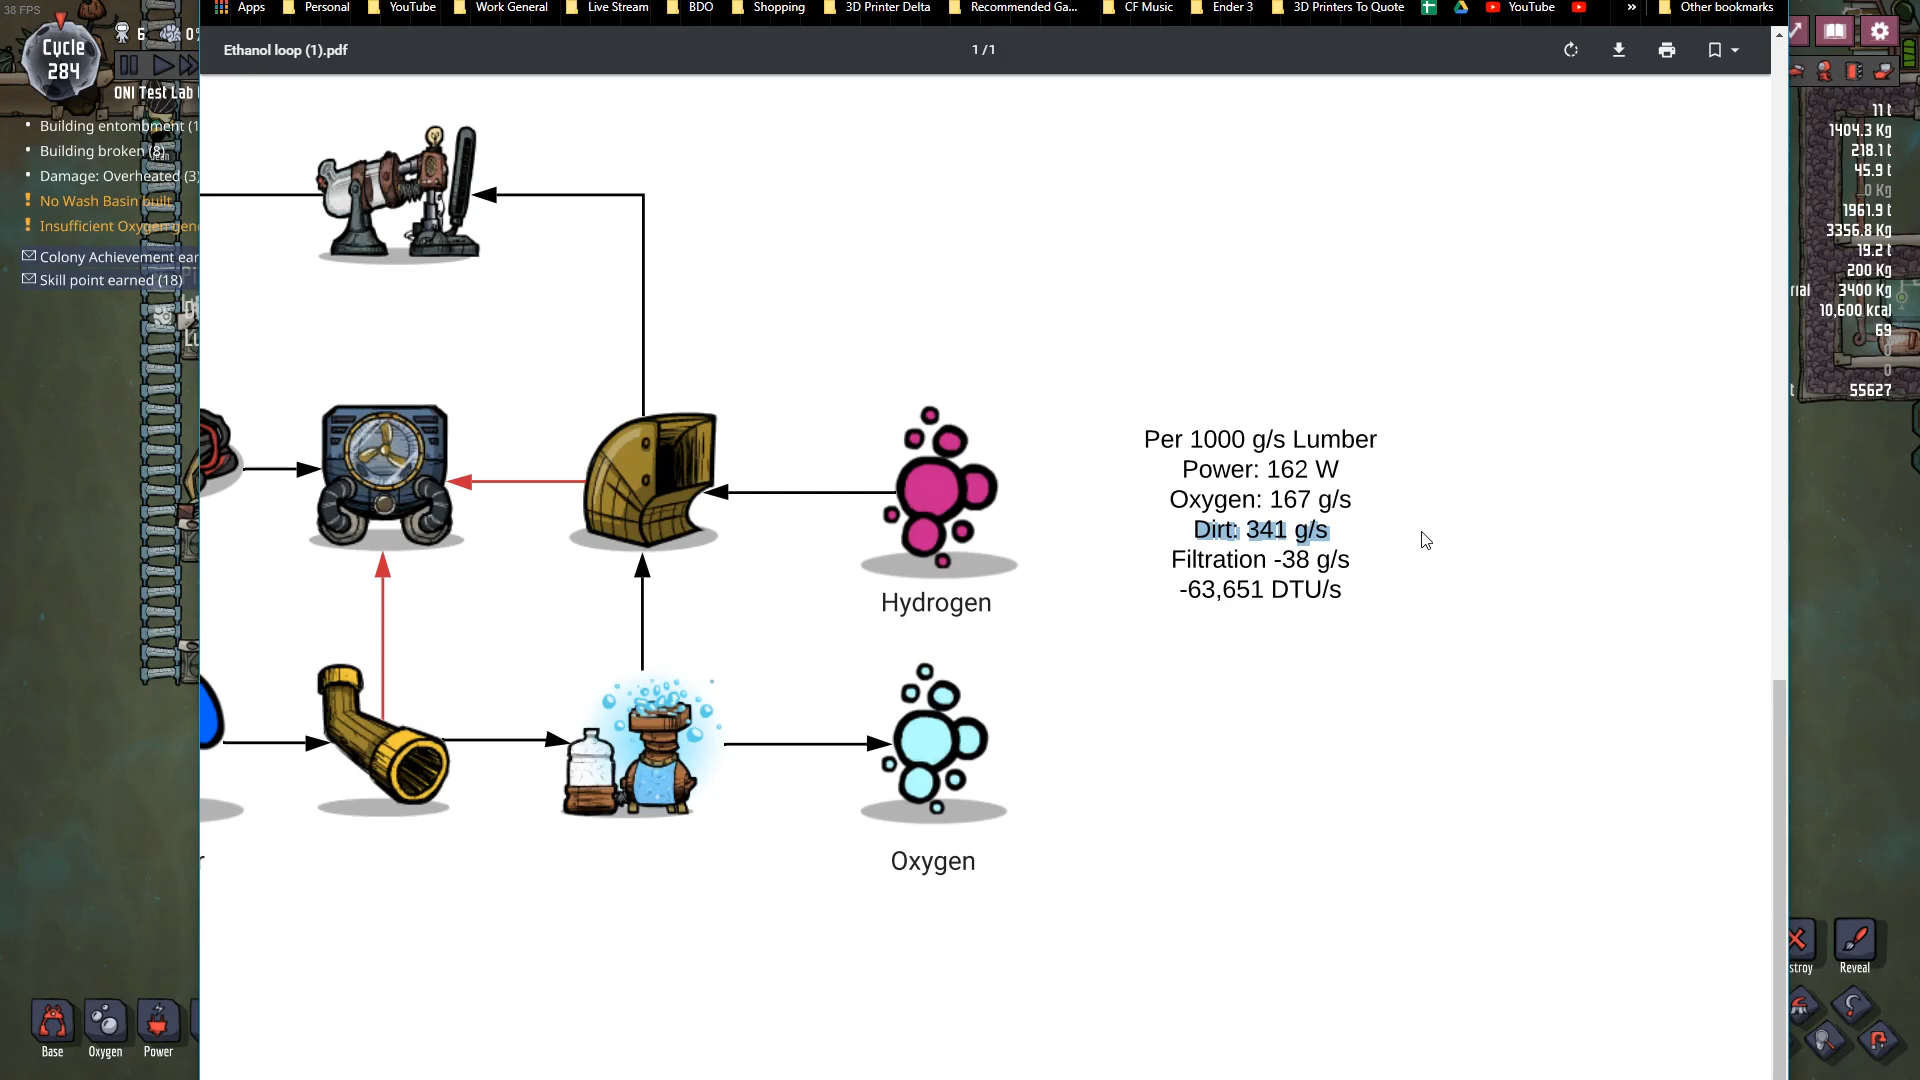 38 FPS
Apps
Personal
YouTube
Work General
Live Stream
BDO
Shopping
3D Printer Delta
Recommended Ga...
CF Music
Ender 3
3D Printers To Quote
YouTube
»
Other bookmarks
Cycle
284
6
0%
Ethanol loop (1).pdf
1 / 1
ONI Test Lab
Building entombment (1
Building broken (8)
Damage: Overheated (3)
No Wash Basin built
Insufficient Oxygen gen
Colony Achievement ear
Skill point earned (18)
11 t
1404.3 Kg
218.1 t
45.9 t
0 Kg
1961.9 t
3356.8 Kg
19.2 t
200 Kg
rial 3400 Kg
10,600 kcal
69
0
0
t 55627
Per 1000 g/s Lumber
Power: 162 W
Oxygen: 167 g/s
Dirt: 341 g/s
Filtration -38 g/s
-63,651 DTU/s
Hydrogen
Oxygen
Base
Oxygen
Power
stroy
Reveal